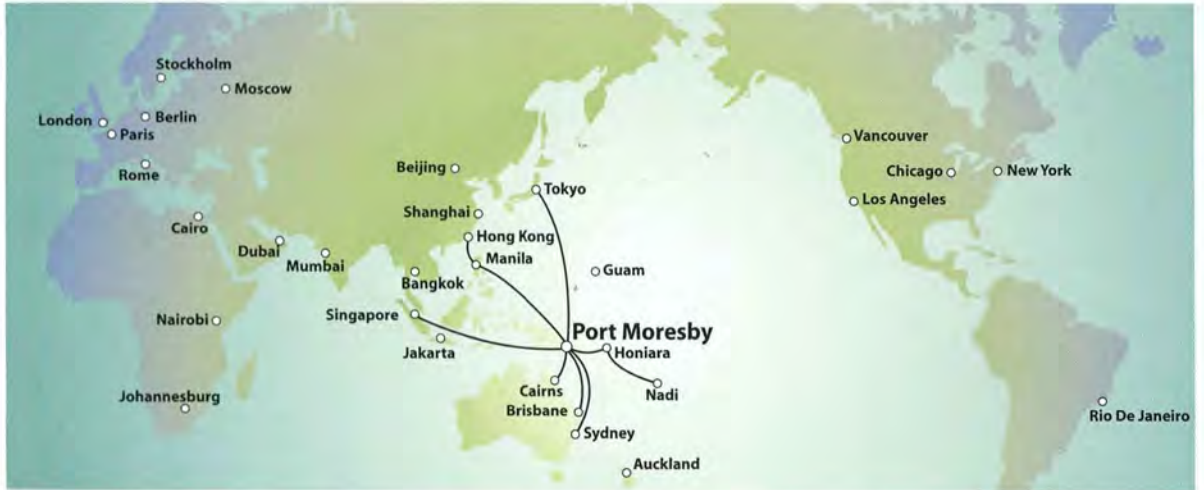 Stockholm
Moscow
London
Berlin
Paris
Rome
Cairo
Dubai
Mumbai
Nairobi
Johannesburg
Beijing
Tokyo
Shanghai
Hong Kong
Manila
Guam
Bangkok
Singapore
Port Moresby
Jakarta
Honiara
Cairns
Nadi
Brisbane
Sydney
Auckland
Vancouver
Chicago
New York
Los Angeles
Rio De Janeiro